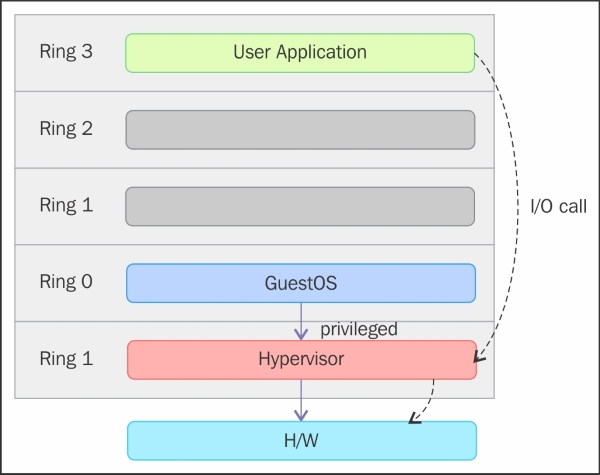 Ring 3
User Application
Ring 2
Ring 1
I/O call
Ring 0
GuestOS
privileged
Ring 1
Hypervisor
H/W